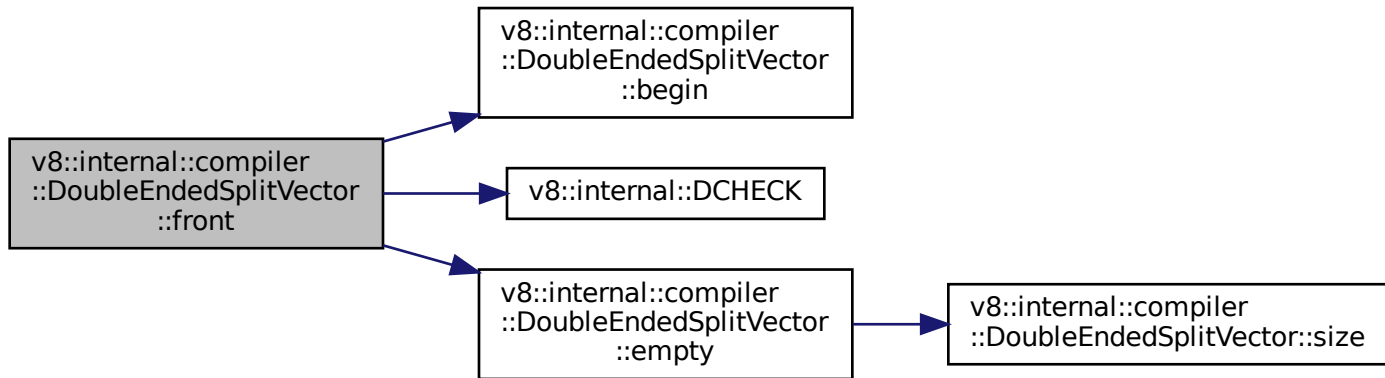 v8::internal::compiler
::DoubleEndedSplitVector
::front
v8::internal::compiler
::DoubleEndedSplitVector
::begin
v8::internal::DCHECK
v8::internal::compiler
::DoubleEndedSplitVector
::empty
v8::internal::compiler
::DoubleEndedSplitVector::size